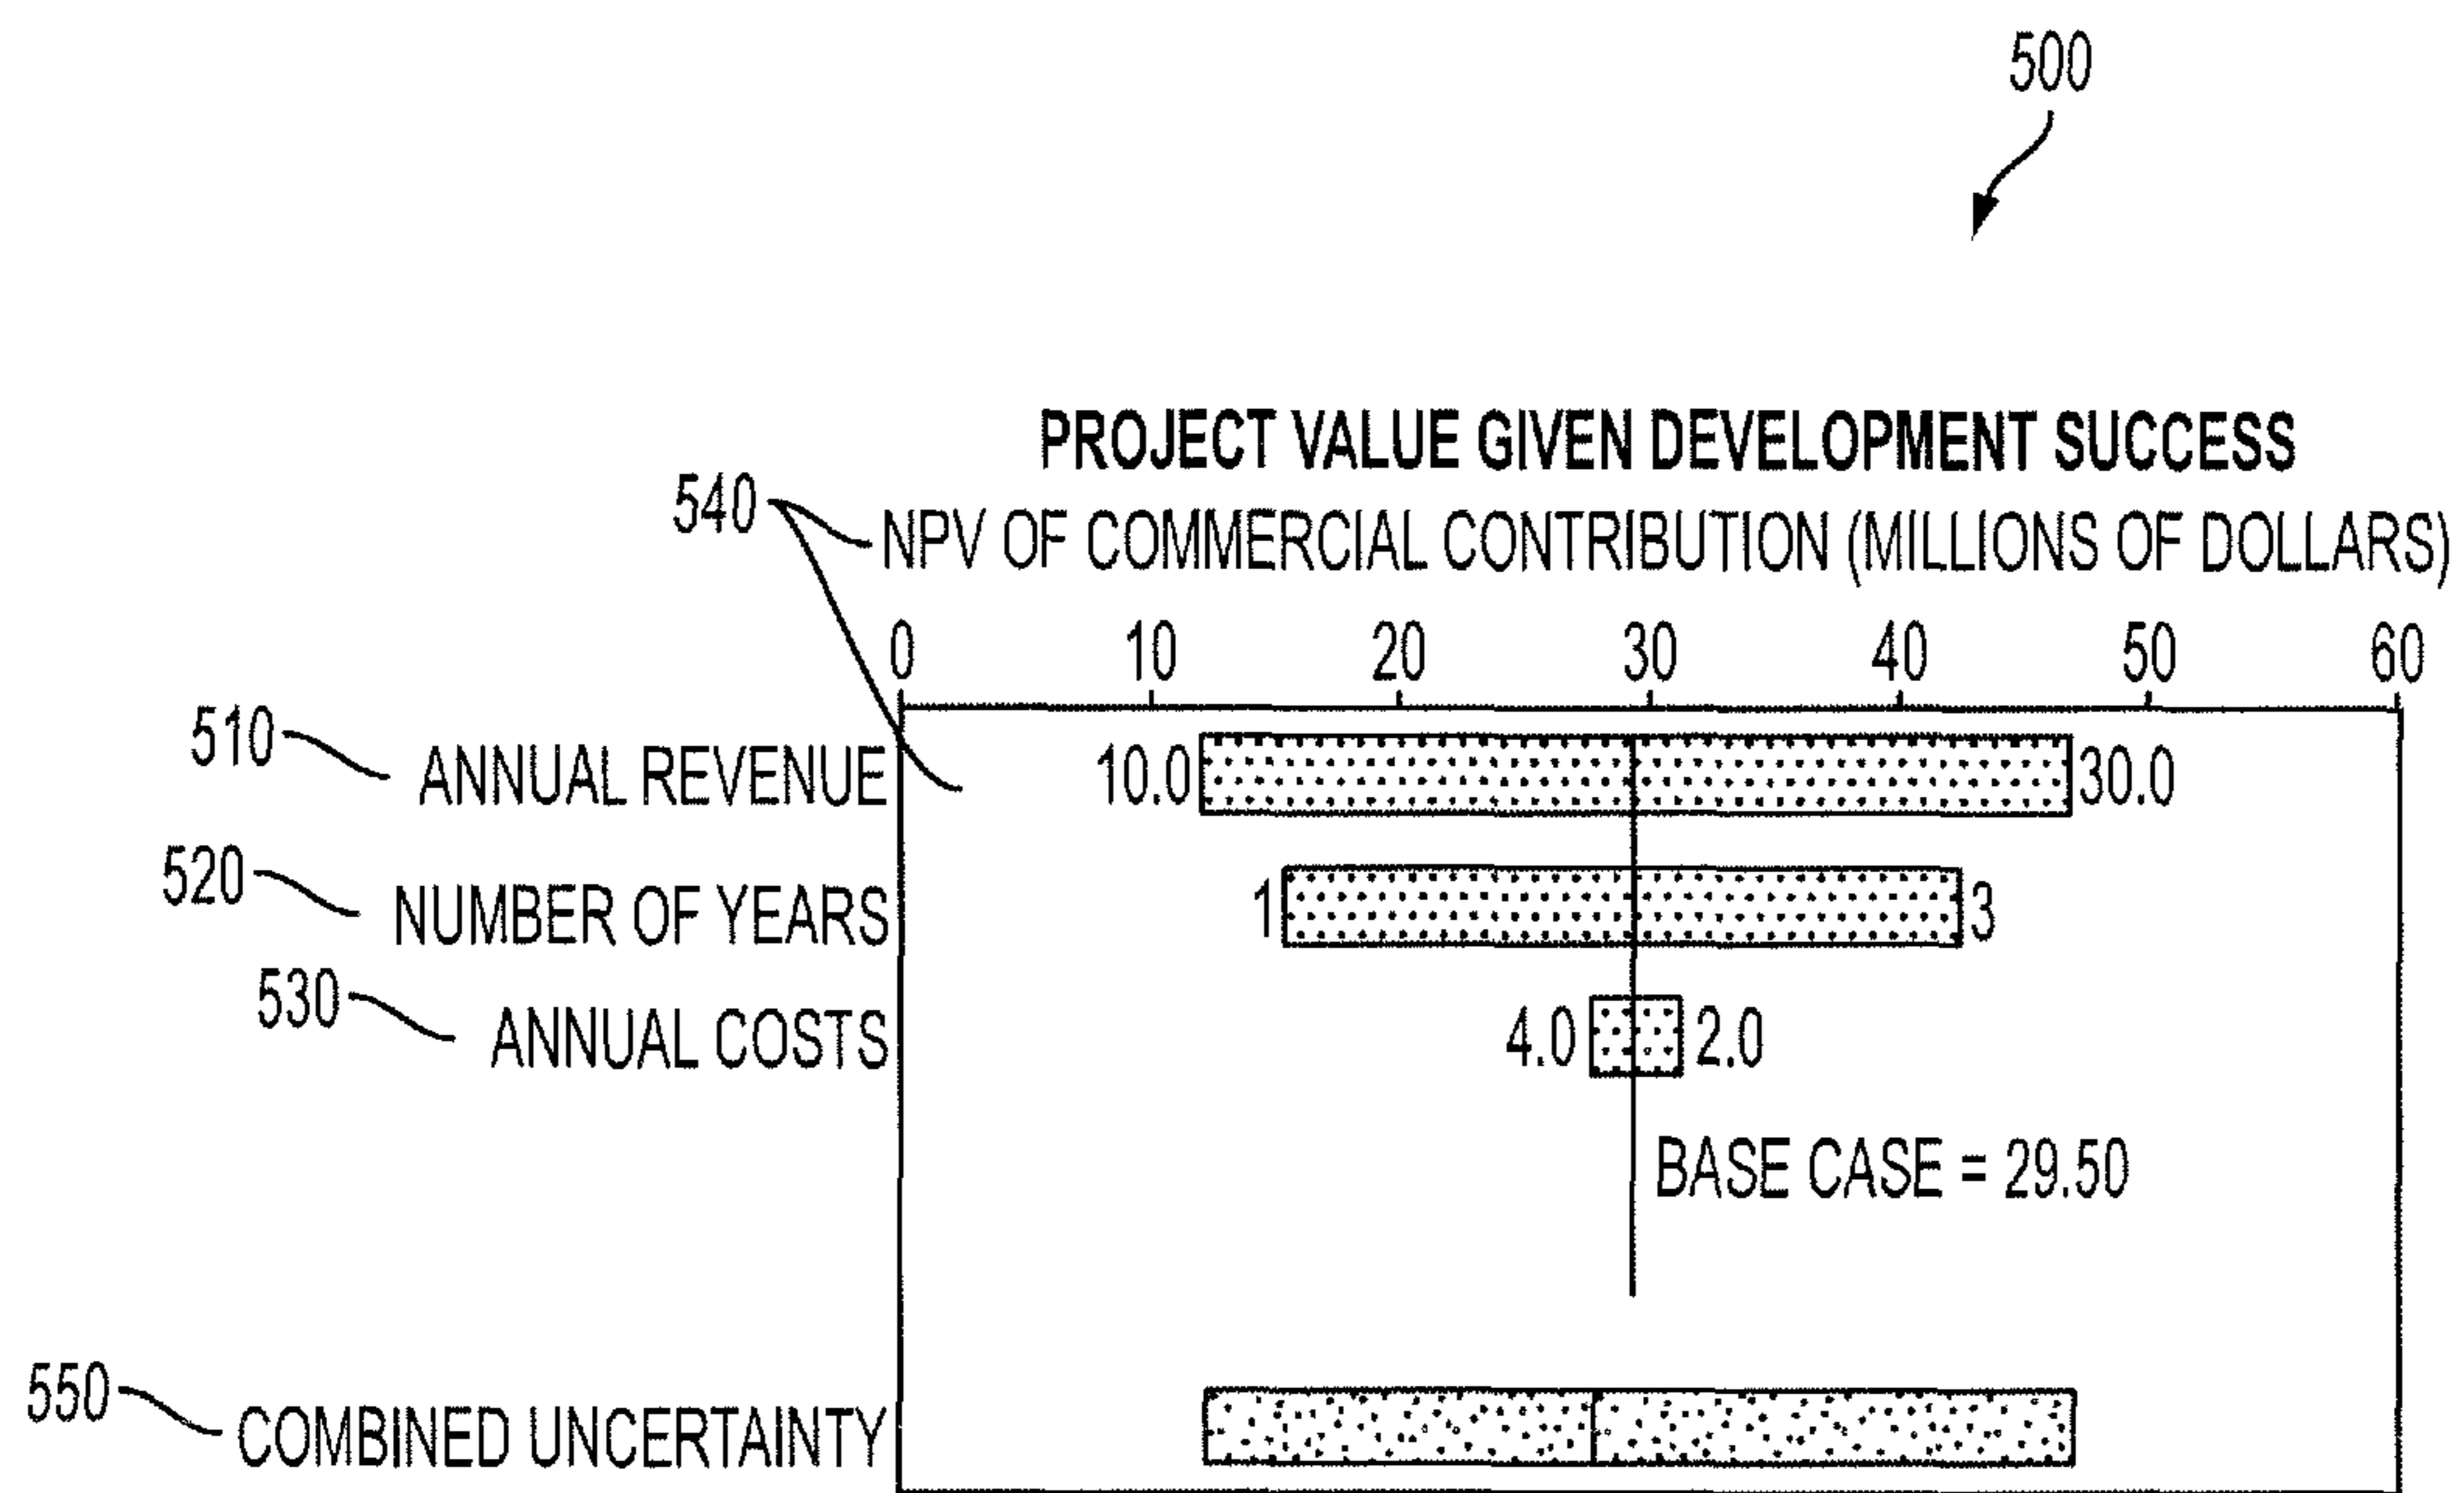 500
PROJECT VALUE GIVEN DEVELOPMENT SUCCESS
540 NPV OF COMMERCIAL CONTRIBUTION (MILLIONS OF DOLLARS)
0 10 20 30 40 50 60
510 ANNUAL REVENUE 10.0 30.0
520 NUMBER OF YEARS 1 3
530 ANNUAL COSTS 4.0 2.0
BASE CASE = 29.50
550 COMBINED UNCERTAINTY